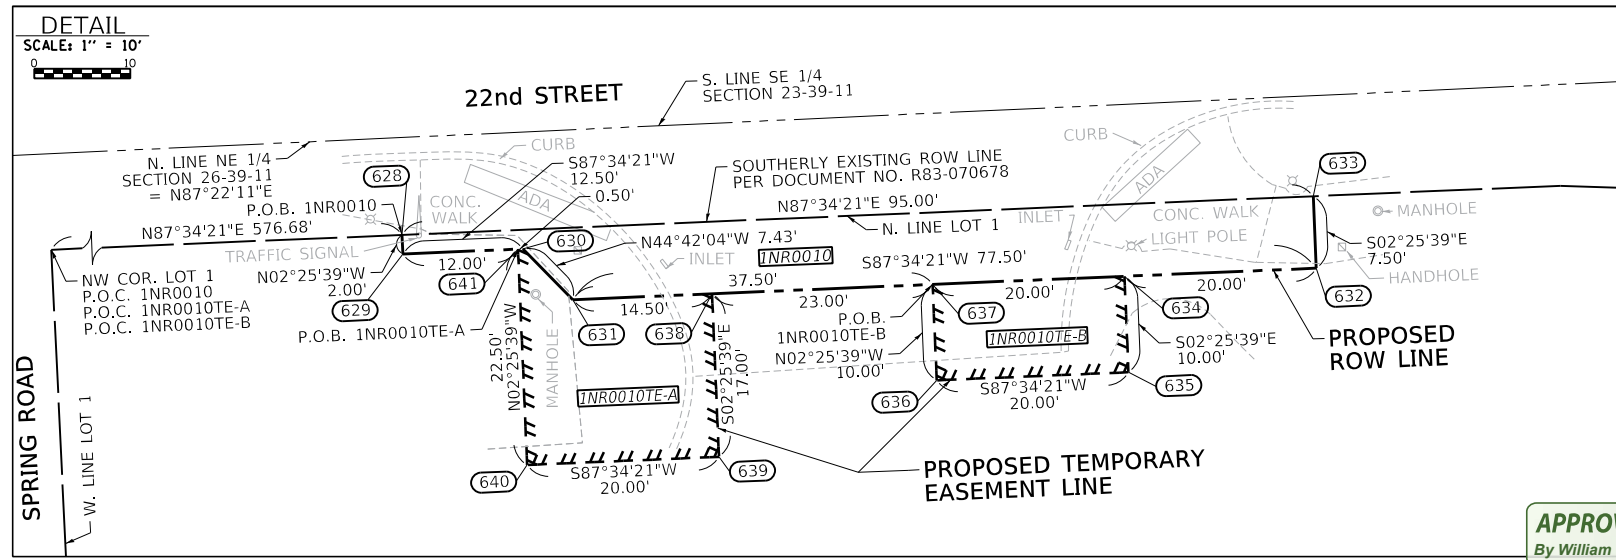 DETAIL
SCALE: 1" = 10'
0 10
22nd STREET
S. LINE SE 1/4
SECTION 23-39-11
N. LINE NE 1/4
SECTION 26-39-11
= N87°22'11"E
628
CURB
S87°34'21"W
12.50'
0.50'
ADA
SOUTHERLY EXISTING ROW LINE
PER DOCUMENT NO. R83-070678
CURB
ADA
633
P.O.B. 1NR0010
N87°34'21"E 576.68'
CONC.
WALK
N87°34'21"E 95.00'
N. LINE LOT 1
INLET
CONC. WALK
MANHOLE
TRAFFIC SIGNAL
630
N44°42'04"W 7.43'
1NR0010
INLET
LIGHT POLE
S02°25'39"E
7.50'
HANDHOLE
NW COR. LOT 1
P.O.C. 1NR0010
P.O.C. 1NR0010TE-A
P.O.C. 1NR0010TE-B
N02°25'39"W
2.00'
629
12.00'
641
37.50'
S87°34'21"W 77.50'
632
P.O.B. 1NR0010TE-A
14.50'
631
638
23.00'
20.00'
20.00'
637
634
P.O.B.
1NR0010TE-B
N02°25'39"W
10.00'
1NR0010TE-B
S02°25'39"E
10.00'
PROPOSED
ROW LINE
22.50'
N02°25'39"W
MANHOLE
S02°25'39"E
17.00'
1NR0010TE-A
636
S87°34'21"W
20.00'
635
SPRING ROAD
W. LINE LOT 1
640
S87°34'21"W
20.00'
639
PROPOSED TEMPORARY
EASEMENT LINE
APPROV
By William